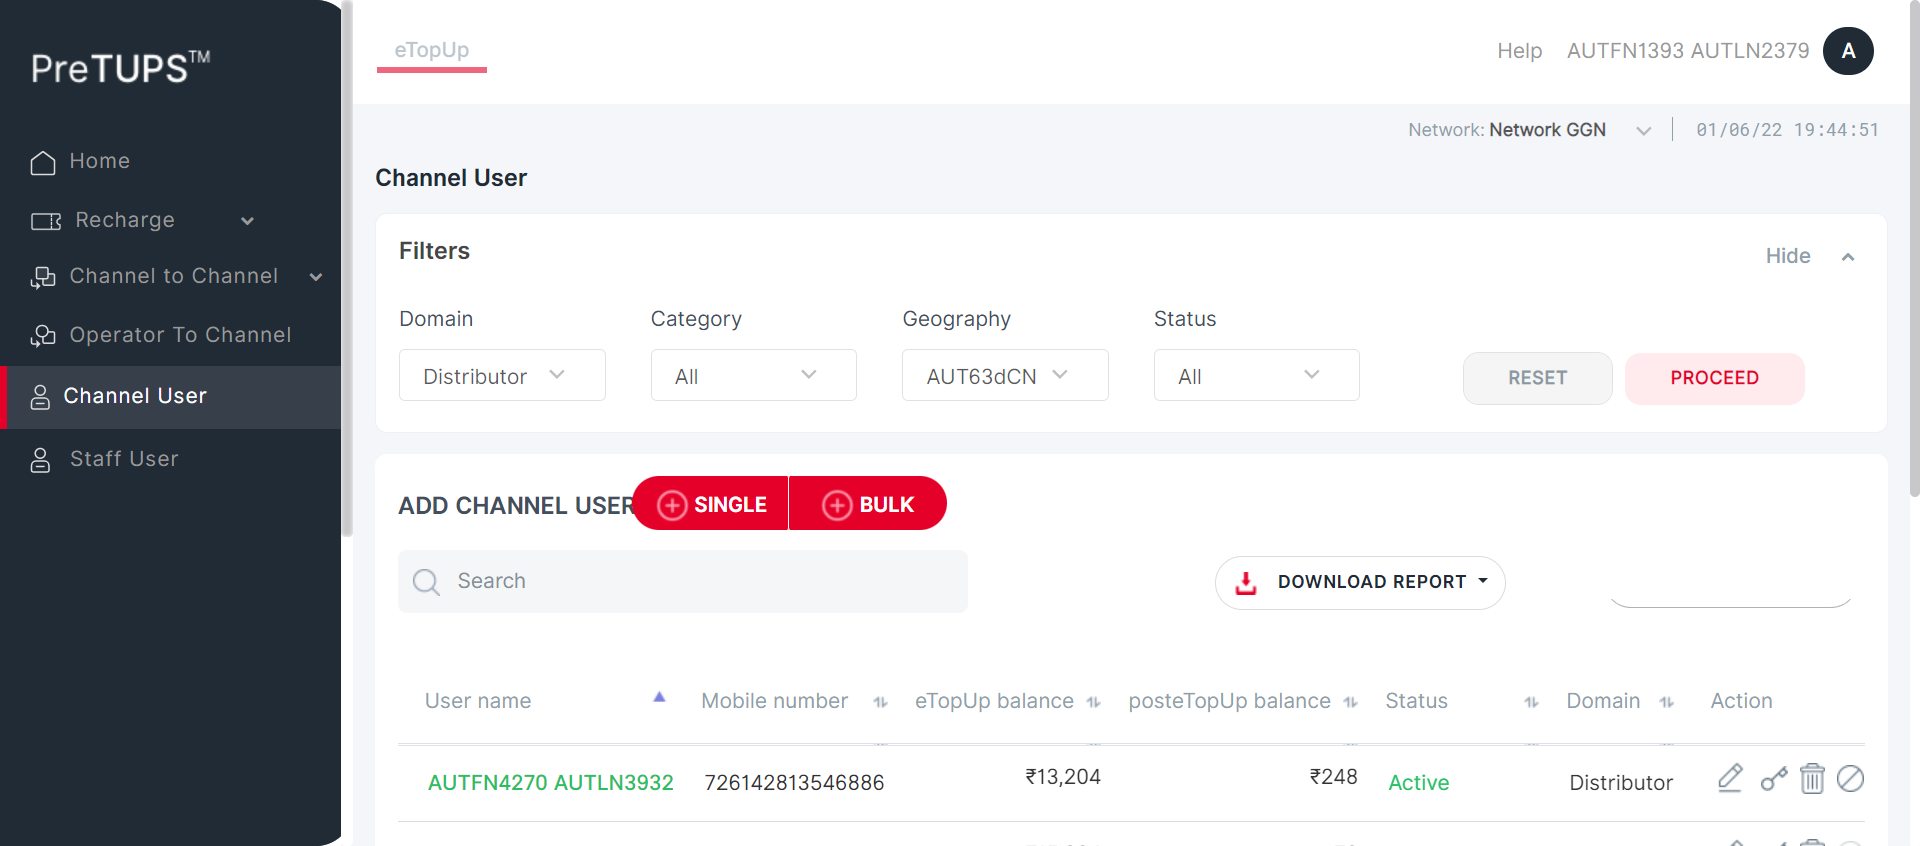 PreTUPS™
Home
Recharge
Channel to Channel
Operator To Channel
Channel User
Staff User
eTopUp
Help AUTFN1393 AUTLN2379 A
Network: Network GGN 01/06/22 19:44:51
Channel User
Filters
Hide
Domain Category Geography Status
Distributor All AUT63dCN All RESET PROCEED
ADD CHANNEL USER SINGLE BULK
Search DOWNLOAD REPORT
User name Mobile number eTopUp balance posteTopUp balance Status Domain Action
AUTFN4270 AUTLN3932 726142813546886 ₹13,204 ₹248 Active Distributor